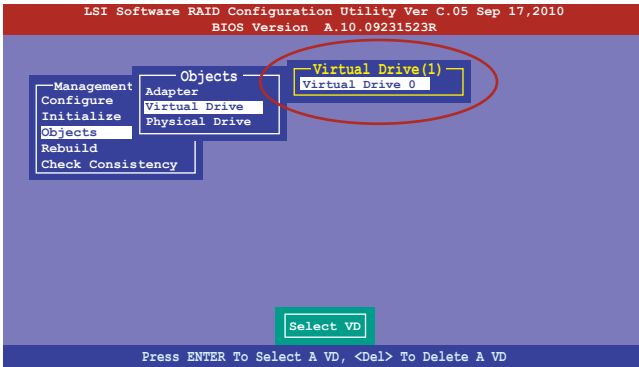 LSI Software RAID Configuration Utility Ver C.05 Sep 17,2010
BIOS Version A.10.09231523R
Management
Configure
Initialize
Objects
Rebuild
Check Consistency
Objects
Adapter
Virtual Drive
Physical Drive
Virtual Drive(1)
Virtual Drive 0
Select VD
Press ENTER To Select A VD, <Del> To Delete A VD